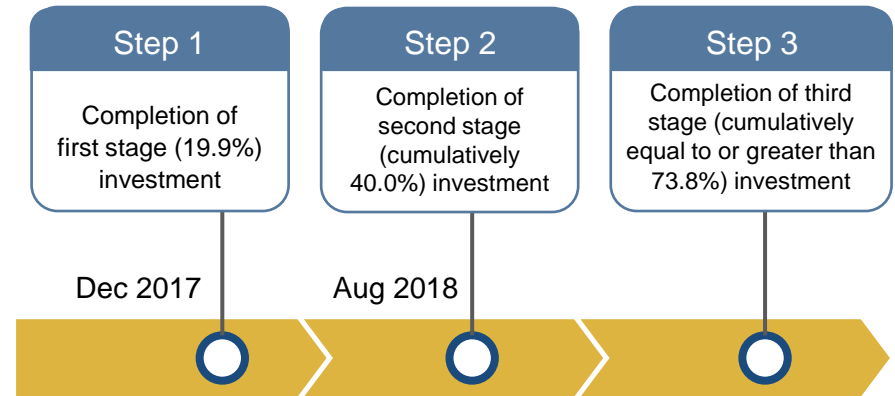 Step 1
Completion of
first stage (19.9%)
investment
Step 2
Completion of
second stage
(cumulatively
40.0%) investment
Step 3
Completion of third
stage (cumulatively
equal to or greater than
73.8%) investment
Dec 2017
Aug 2018